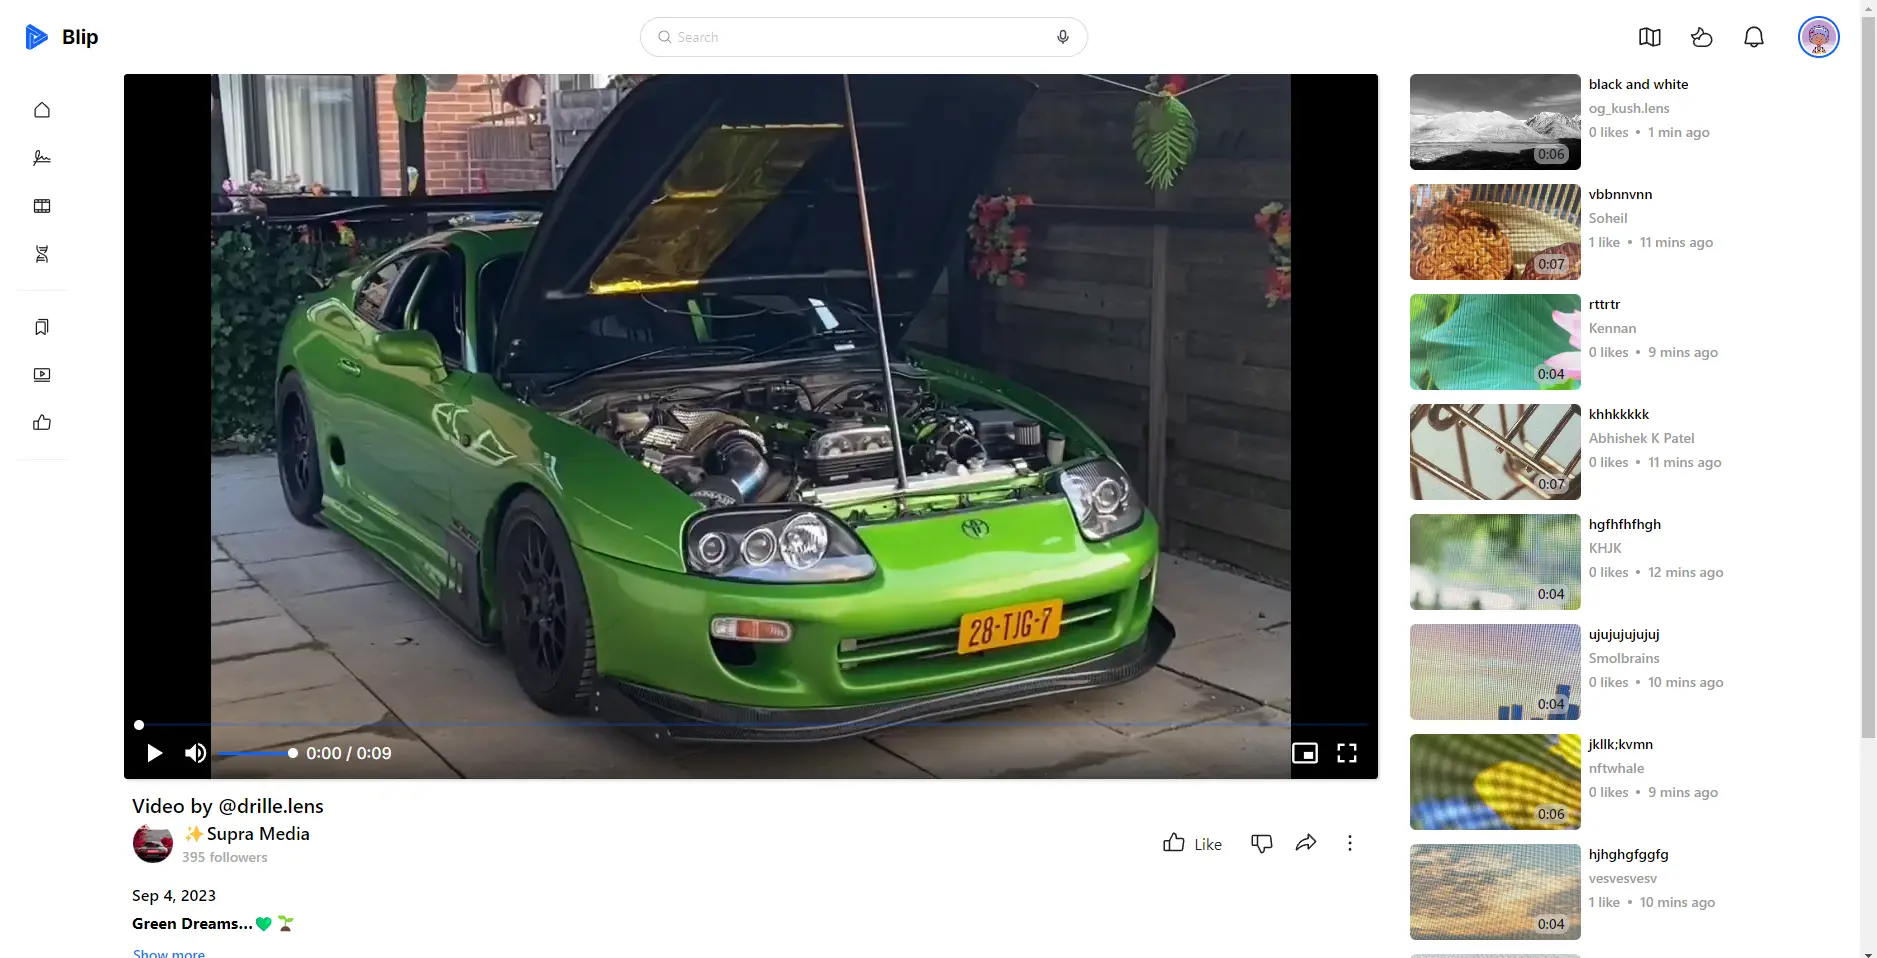 Blip
Search
28-TJG-7
0:00 / 0:09
Video by @drille.lens
✨Supra Media
395 followers
Like
Sep 4, 2023
Green Dreams...💚🌱
Show more
black and white
og_kush.lens
0 likes • 1 min ago
0:06
vbbnnvnn
Soheil
1 like • 11 mins ago
0:07
rttrtr
Kennan
0 likes • 9 mins ago
0:04
khhkkkkk
Abhishek K Patel
0 likes • 11 mins ago
0:07
hgfhfhfhgh
KHJK
0 likes • 12 mins ago
0:04
ujujujujujuj
Smolbrains
0 likes • 10 mins ago
0:04
jkllk;kvmn
nftwhale
0 likes • 9 mins ago
0:06
hjhghgfggfg
vesvesvesv
1 like • 10 mins ago
0:04